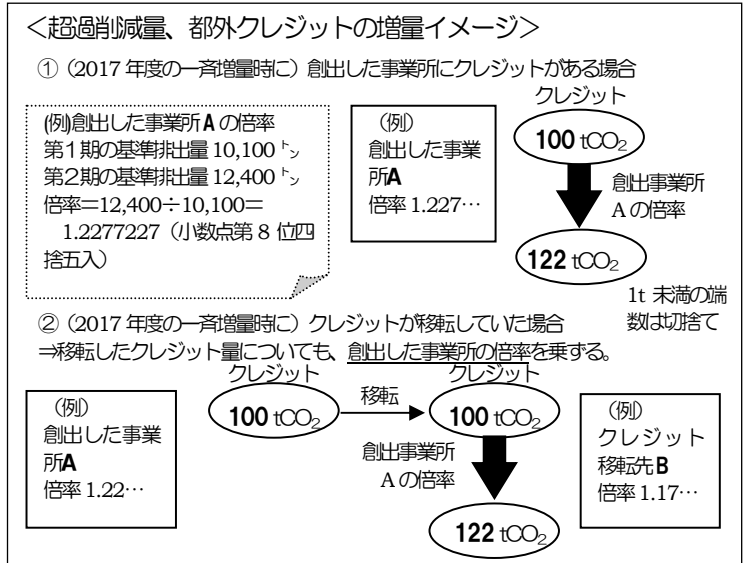 ＜超過削減量、都外クレジットの増量イメージ＞
①（2017 年度の一斉増量時に）創出した事業所にクレジットがある場合
(例)創出した事業所 A の倍率
第１期の基準排出量 10,100 ㌧
第２期の基準排出量 12,400 ㌧
倍率＝12,400÷10,100＝
1.2277227（小数点第 8 位四
捨五入）
（例）
創出した事業
所A
倍率 1.227…
クレジット
100 tCO₂
創出事業所
A の倍率
122 tCO₂
1t 未満の端
数は切捨て
②（2017 年度の一斉増量時に）クレジットが移転していた場合
⇒移転したクレジット量についても、創出した事業所の倍率を乗ずる。
（例）
創出した事業
所A
倍率 1.22…
クレジット
100 tCO₂
移転
クレジット
100 tCO₂
創出事業所
A の倍率
122 tCO₂
（例）
クレジット
移転先 B
倍率 1.17…